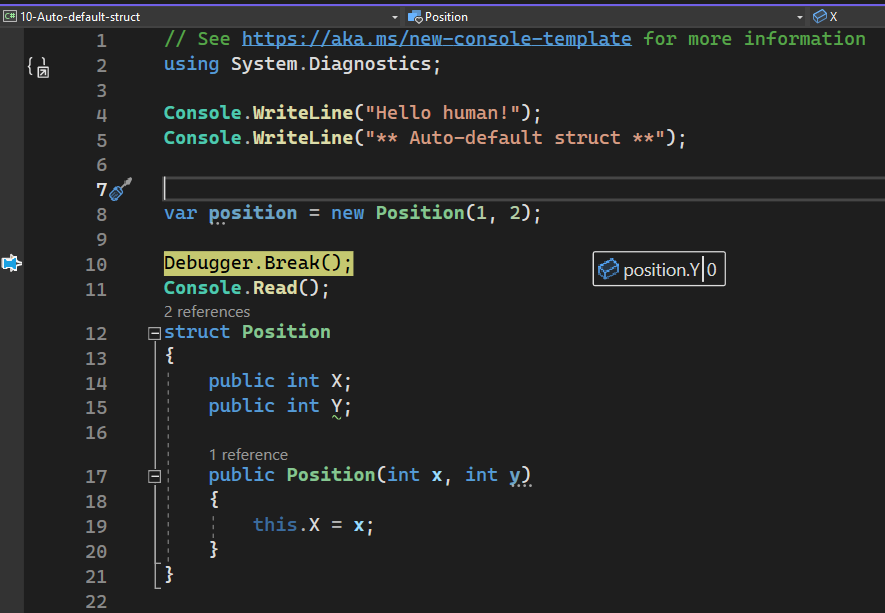 C# 10-Auto-default-struct Position X
1 // See https://aka.ms/new-console-template for more information
2 using System.Diagnostics;
3
4 Console.WriteLine("Hello human!");
5 Console.WriteLine("** Auto-default struct **");
6
7
8 var position = new Position(1, 2);
9
10 Debugger.Break(); position.Y 0
11 Console.Read();
2 references
12 struct Position
13 {
14 public int X;
15 public int Y;
16
1 reference
17 public Position(int x, int y)
18 {
19 this.X = x;
20 }
21 }
22